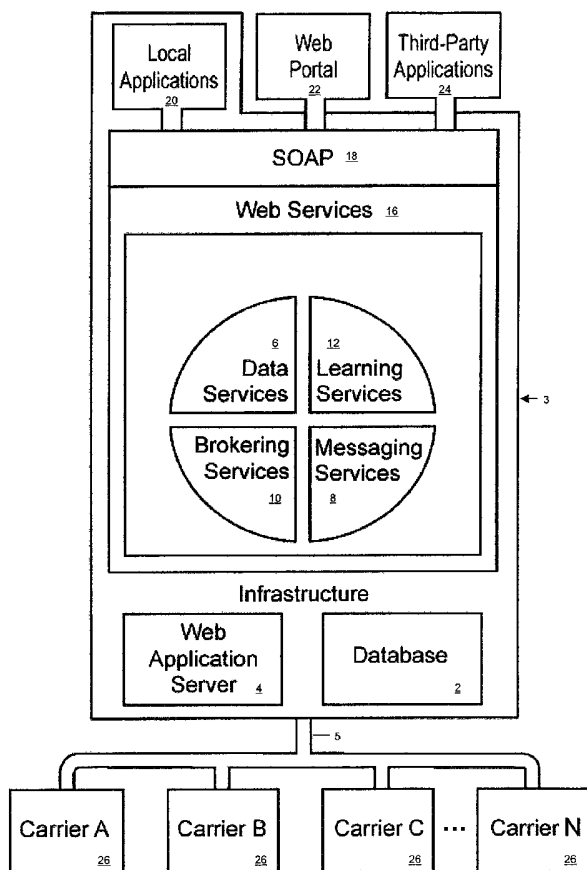 Local
Applications
20
Web
Portal
22
Third-Party
Applications
24
SOAP 18
Web Services 16
6
Data
Services
12
Learning
Services
3
Brokering
Services
10
Messaging
Services
8
Infrastructure
Web
Application
Server 4
Database
2
5
Carrier A
26
Carrier B
26
Carrier C
26
...
Carrier N
26